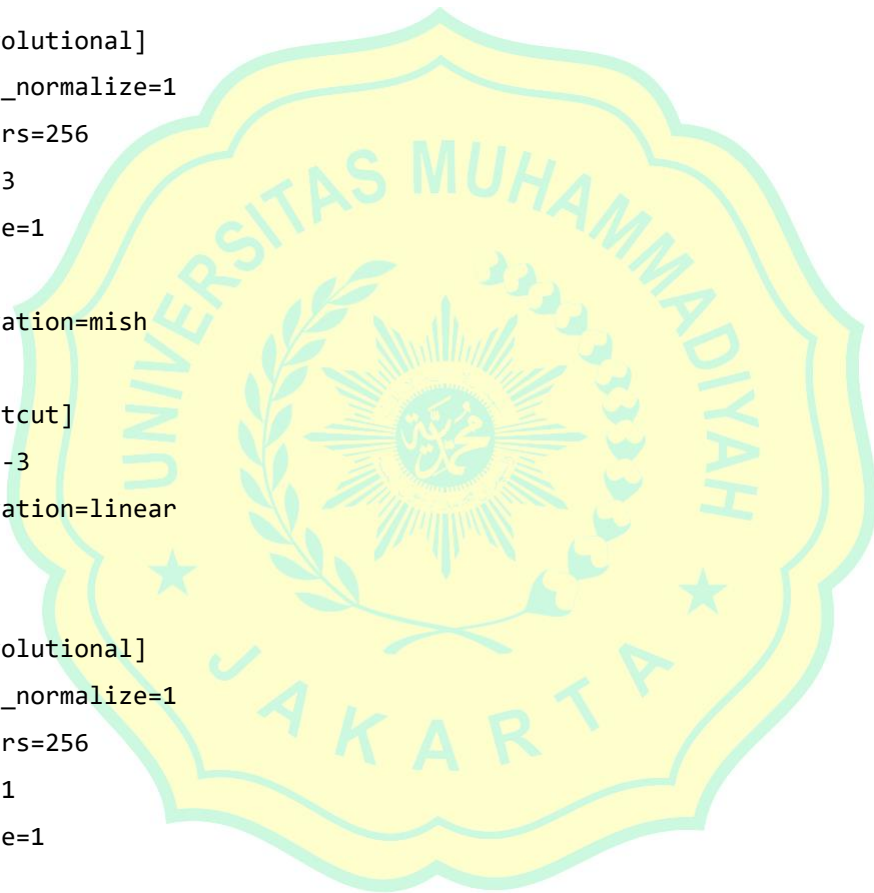 olutional]
_normalize=1
rs=256
3
e=1
ation=mish
tcut]
-3
ation=linear
olutional]
_normalize=1
rs=256
1
e=1
UNIVERSITAS MUHAMMADIYAH
JAKARTA